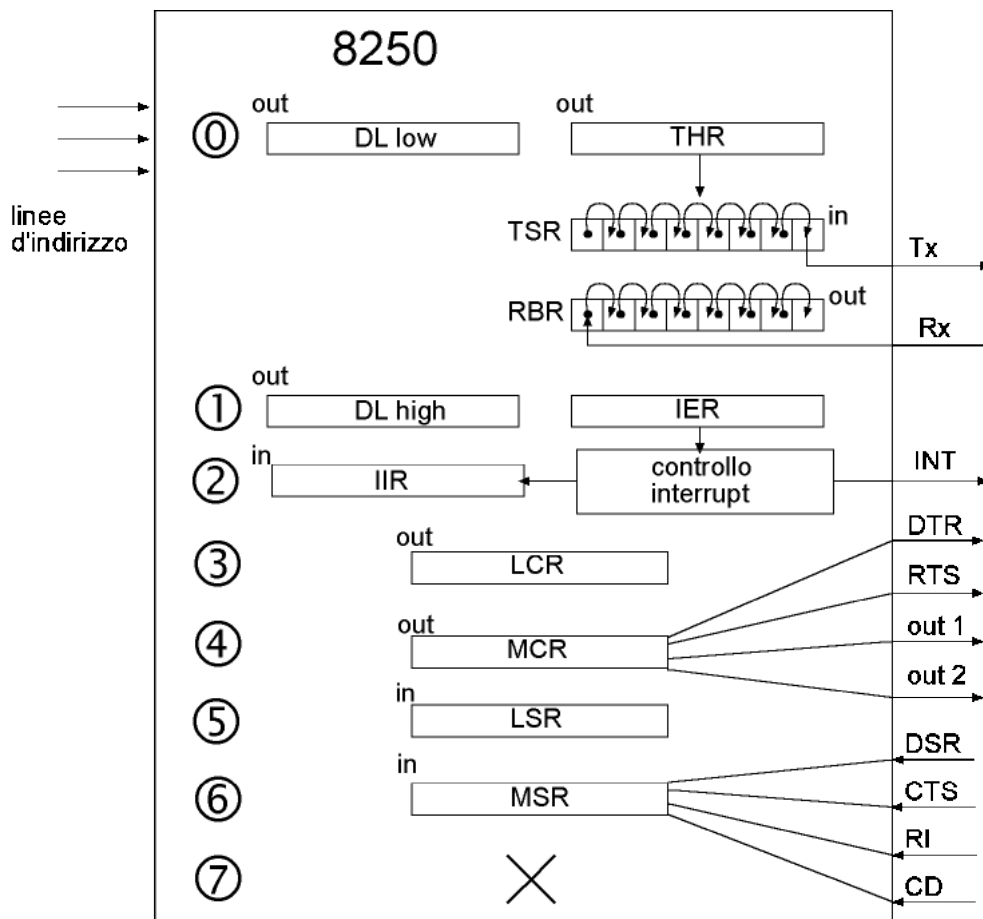 8250
out
out
⓪
DL low
THR
linee
d'indirizzo
TSR
in
Tx
RBR
out
Rx
out
①
DL high
IER
in
②
IIR
controllo
interrupt
INT
out
③
LCR
DTR
RTS
out
④
MCR
out 1
out 2
in
⑤
LSR
in
⑥
MSR
DSR
CTS
RI
CD
⑦